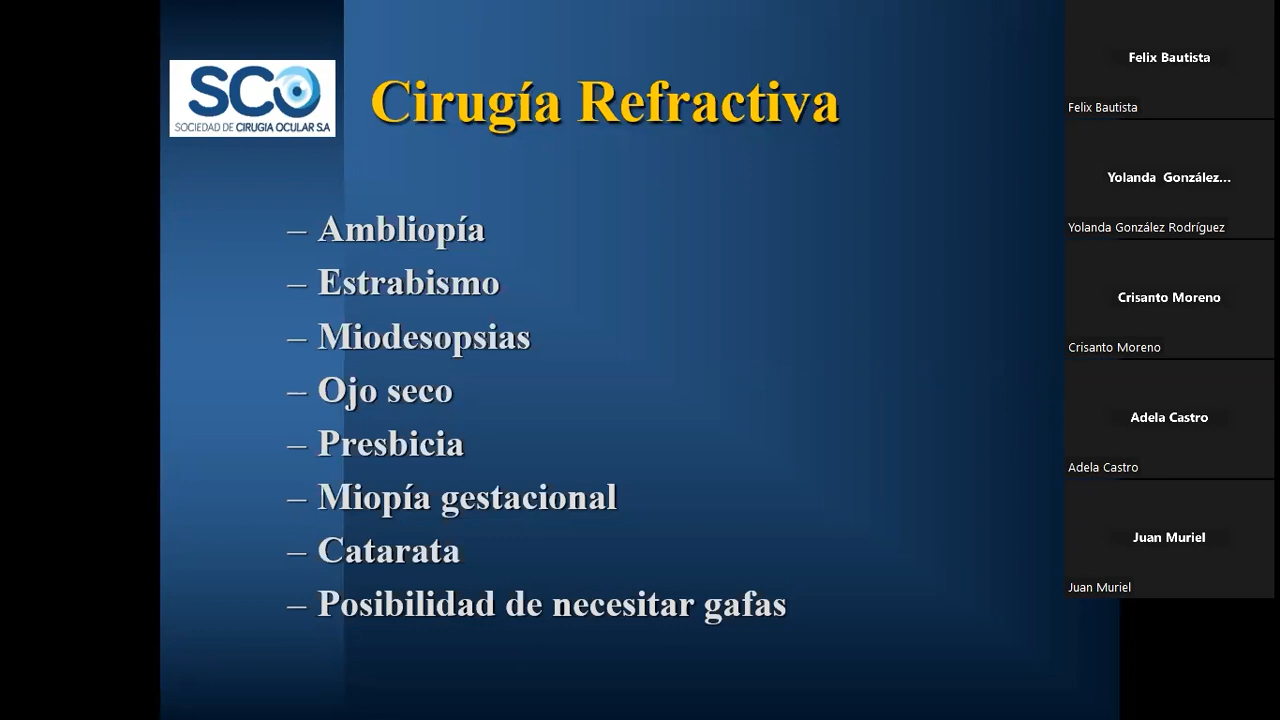 SCO
SOCIEDAD DE CIRUGIA OCULAR S.A
Cirugía Refractiva
– Ambliopía
– Estrabismo
– Miodesopsias
– Ojo seco
– Presbicia
– Miopía gestacional
– Catarata
– Posibilidad de necesitar gafas
Felix Bautista
Felix Bautista
Yolanda González...
Yolanda González Rodríguez
Crisanto Moreno
Crisanto Moreno
Adela Castro
Adela Castro
Juan Muriel
Juan Muriel